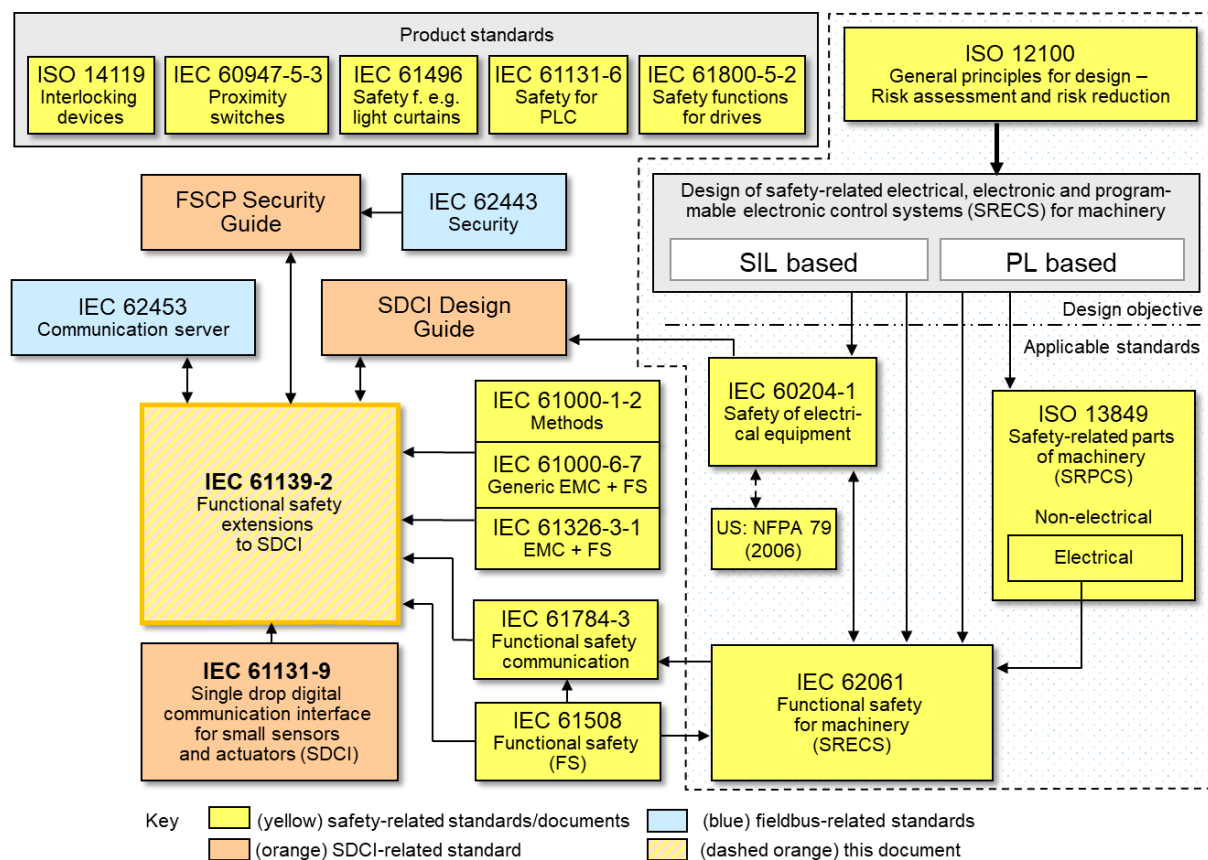 Product standards
ISO 14119
Interlocking
devices
IEC 60947-5-3
Proximity
switches
IEC 61496
Safety f. e.g.
light curtains
IEC 61131-6
Safety for
PLC
IEC 61800-5-2
Safety functions
for drives
ISO 12100
General principles for design –
Risk assessment and risk reduction
Design of safety-related electrical, electronic and program-
mable electronic control systems (SRECS) for machinery
SIL based
PL based
Design objective
Applicable standards
FSCP Security
Guide
IEC 62443
Security
IEC 62453
Communication server
SDCI Design
Guide
IEC 61000-1-2
Methods
IEC 61000-6-7
Generic EMC + FS
IEC 61326-3-1
EMC + FS
IEC 60204-1
Safety of electri-
cal equipment
US: NFPA 79
(2006)
ISO 13849
Safety-related parts
of machinery
(SRPCS)
Non-electrical
Electrical
IEC 61139-2
Functional safety
extensions
to SDCI
IEC 61784-3
Functional safety
communication
IEC 61131-9
Single drop digital
communication interface
for small sensors
and actuators (SDCI)
IEC 61508
Functional safety
(FS)
IEC 62061
Functional safety
for machinery
(SRECS)
Key
(yellow) safety-related standards/documents
(blue) fieldbus-related standards
(orange) SDCI-related standard
(dashed orange) this document